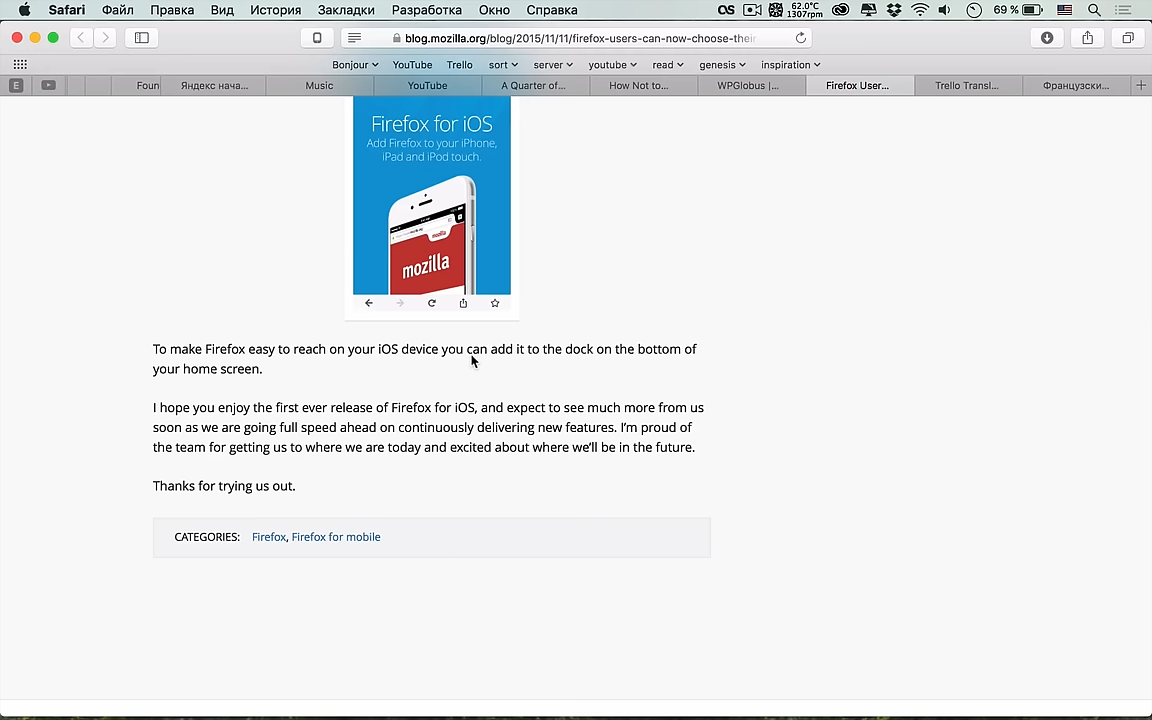 Safari Файл Правка Вид История Закладки Разработка Окно Справка 62.0°C 1307rpm 69 %
blog.mozilla.org/blog/2015/11/11/firefox-users-can-now-choose-their
Bonjour YouTube Trello sort server youtube read genesis inspiration
E Foun Яндекс нача... Music YouTube A Quarter of... How Not to... WPGlobus |... Firefox User... Trello Transl... Французски...
Firefox for iOS
Add Firefox to your iPhone,
iPad and iPod touch.
mozilla
mozilla
To make Firefox easy to reach on your iOS device you can add it to the dock on the bottom of
your home screen.
I hope you enjoy the first ever release of Firefox for iOS, and expect to see much more from us
soon as we are going full speed ahead on continuously delivering new features. I’m proud of
the team for getting us to where we are today and excited about where we’ll be in the future.
Thanks for trying us out.
CATEGORIES: Firefox, Firefox for mobile